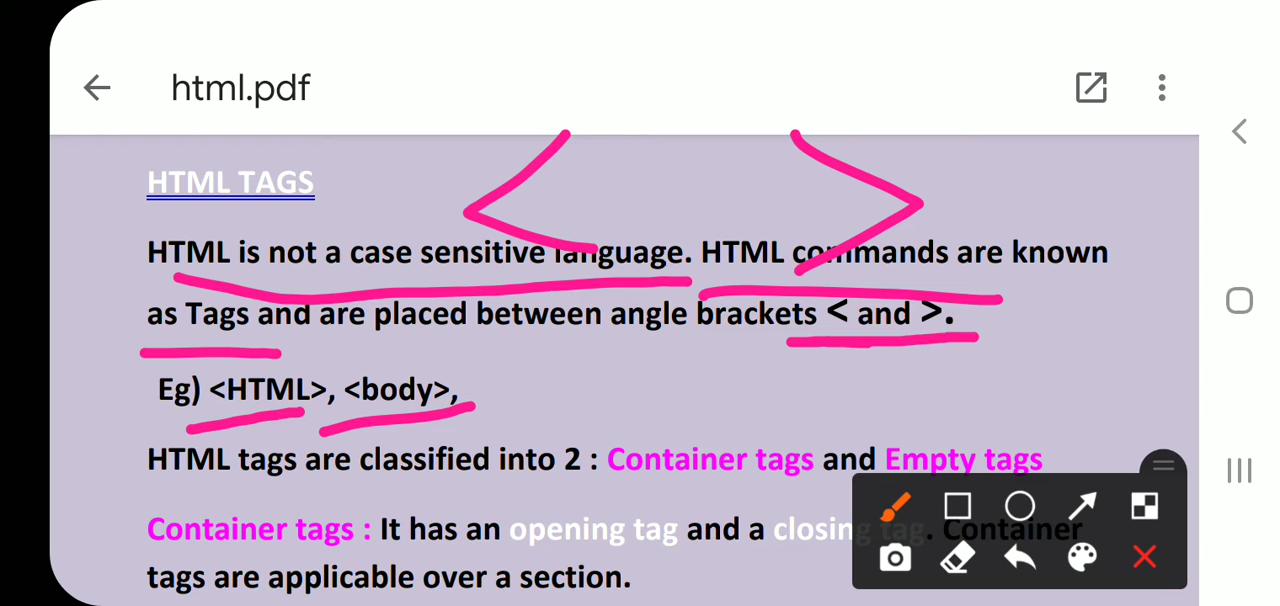 html.pdf
HTML TAGS
HTML is not a case sensitive language. HTML commands are known
as Tags and are placed between angle brackets < and >.
Eg) <HTML>, <body>,
HTML tags are classified into 2 : Container tags and Empty tags
Container tags : It has an opening tag and a closing tag. Container
tags are applicable over a section.